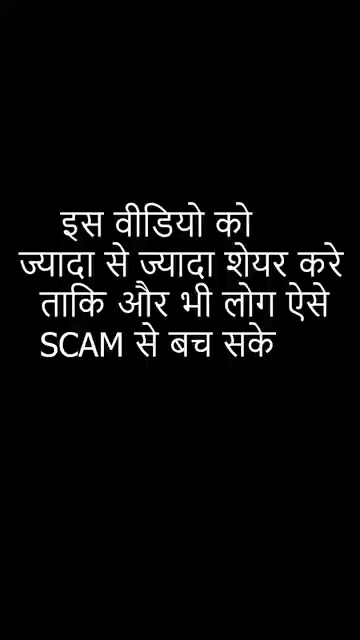 इस वीडियो को
ज्यादा से ज्यादा शेयर करे
ताकि और भी लोग ऐसे
SCAM से बच सके